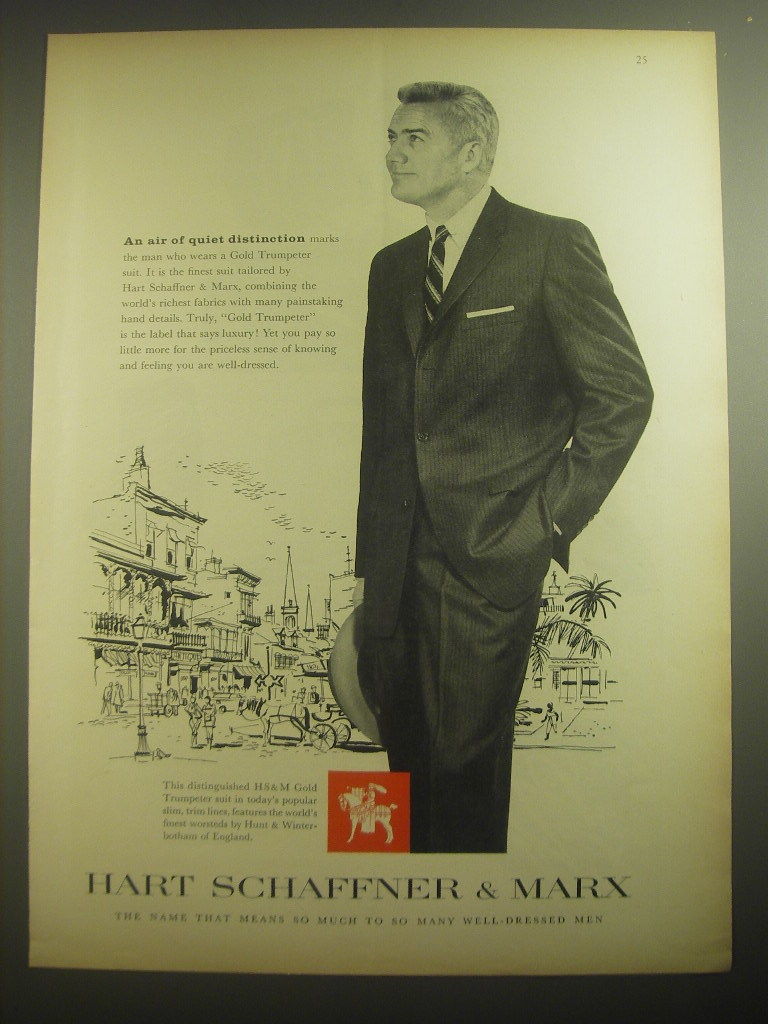 25
An air of quiet distinction marks
the man who wears a Gold Trumpeter
suit. It is the finest suit tailored by
Hart Schaffner & Marx, combining the
world's richest fabrics with many painstaking
hand details. Truly, "Gold Trumpeter"
is the label that says luxury! Yet you pay so
little more for the priceless sense of knowing
and feeling you are well-dressed.
This distinguished HS&M Gold
Trumpeter suit in today's popular
slim, trim lines, features the world's
finest worsteds by Hunt & Winter-
botham of England.
HART SCHAFFNER & MARX
THE NAME THAT MEANS SO MUCH TO SO MANY WELL-DRESSED MEN